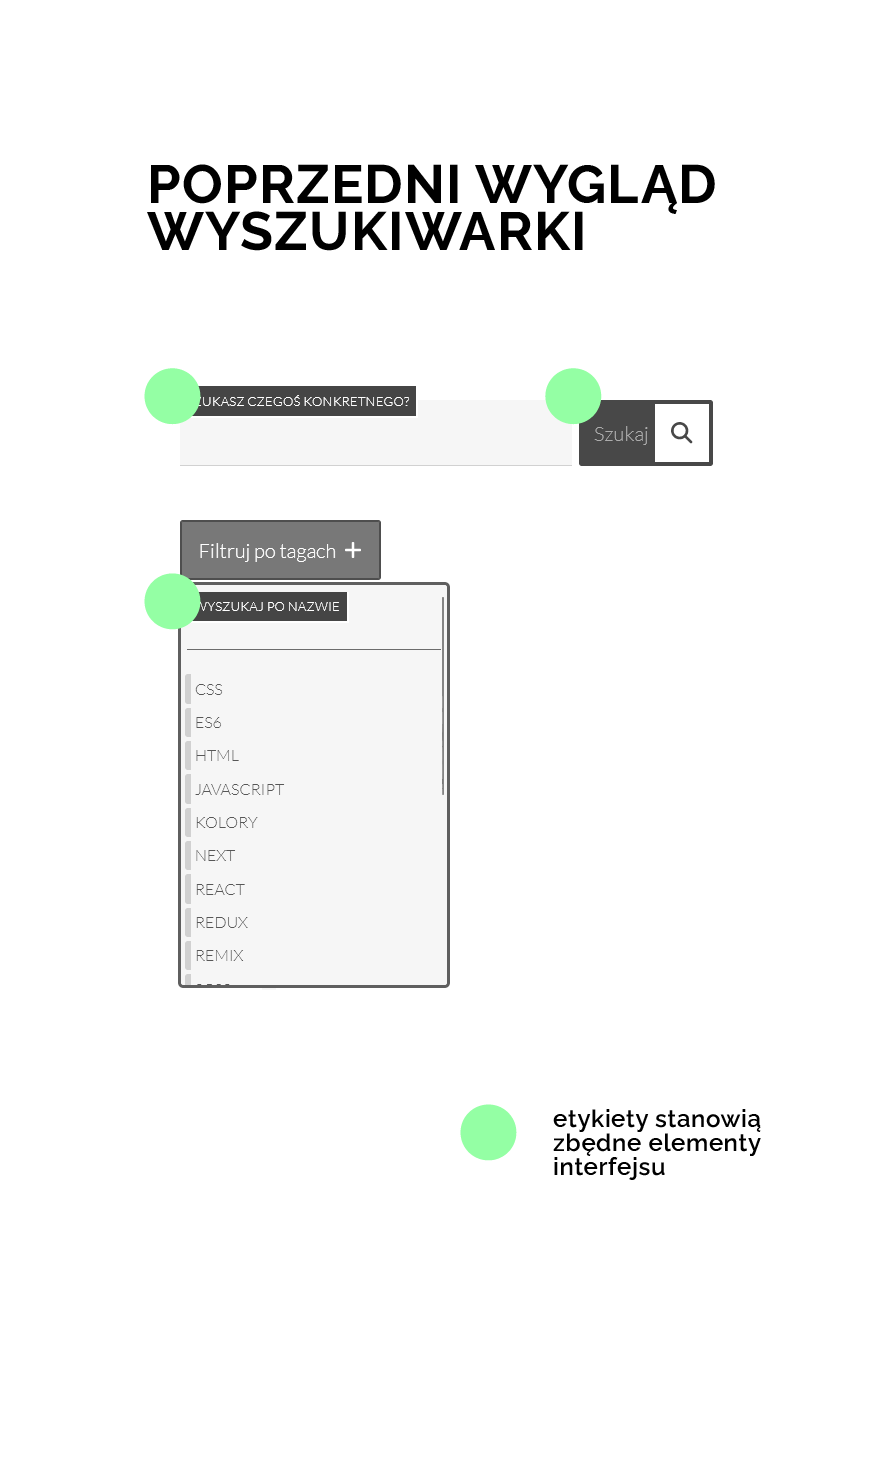 POPRZEDNI WYGLĄD
WYSZUKIWARKI
ZUKASZ CZEGOŚ KONKRETNEGO?
Szukaj
Filtruj po tagach +
WYSZUKAJ PO NAZWIE
CSS
ES6
HTML
JAVASCRIPT
KOLORY
NEXT
REACT
REDUX
REMIX
etykiety stanowią
zbędne elementy
interfejsu